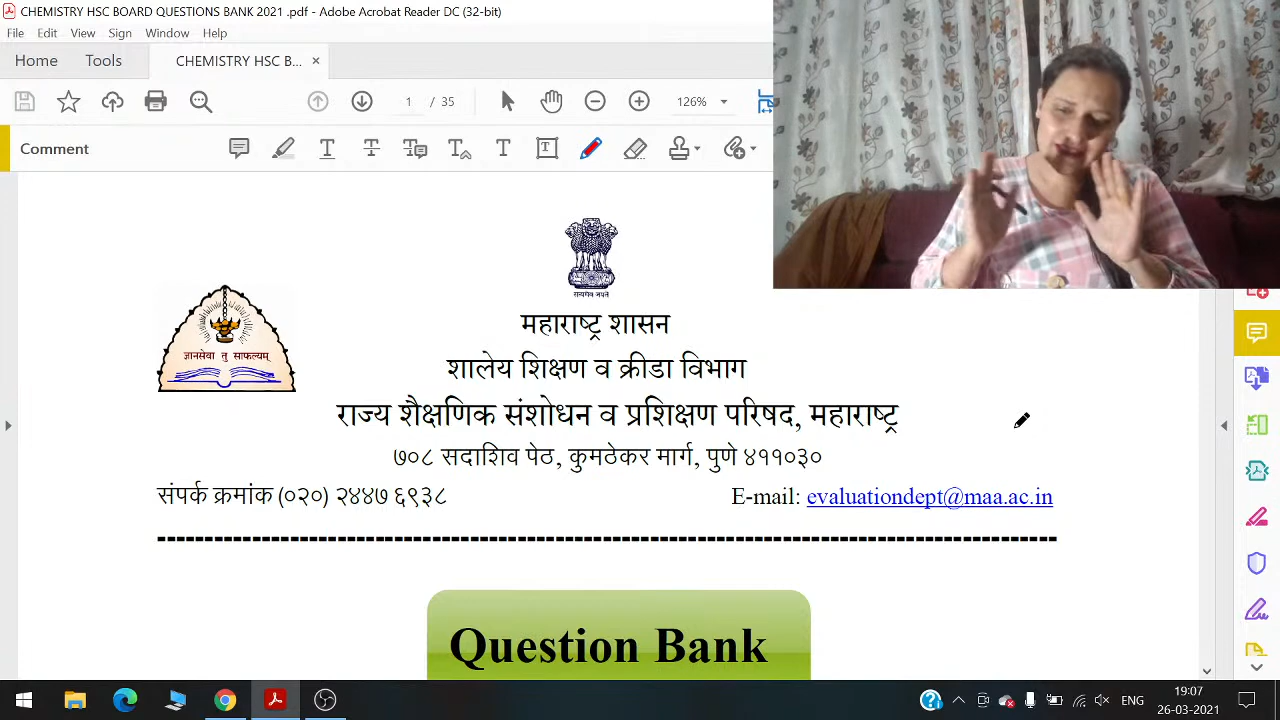 CHEMISTRY HSC BOARD QUESTIONS BANK 2021 .pdf - Adobe Acrobat Reader DC (32-bit)
File Edit View Sign Window Help
Home Tools CHEMISTRY HSC B... ×
1 / 35 126%
Comment
सत्यमेव जयते
महाराष्ट्र शासन
ज्ञानसेवा तु साफल्यम्
शालेय शिक्षण व क्रीडा विभाग
राज्य शैक्षणिक संशोधन व प्रशिक्षण परिषद, महाराष्ट्र
७०८ सदाशिव पेठ, कुमठेकर मार्ग, पुणे ४११०३०
संपर्क क्रमांक (०२०) २४४७ ६९३८ E-mail: evaluationdept@maa.ac.in
Question Bank
ENG
19:07
26-03-2021